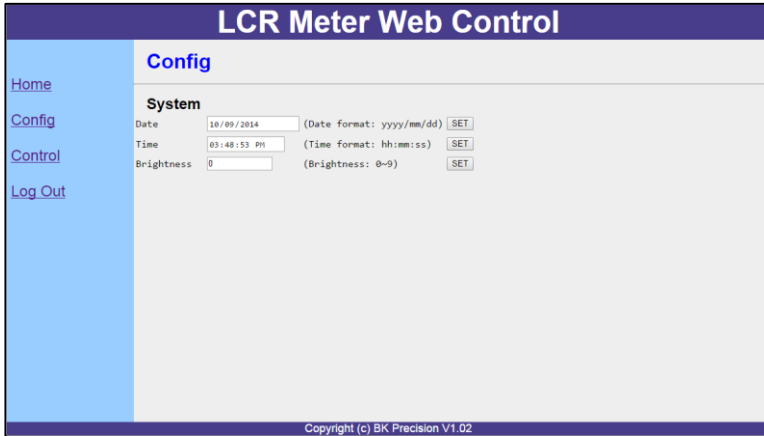 LCR Meter Web Control
Home
Config
Control
Log Out
Config
System
Date 10/09/2014 (Date format: yyyy/mm/dd) SET
Time 03:48:53 PM (Time format: hh:mm:ss) SET
Brightness 0 (Brightness: 0~9) SET
Copyright (c) BK Precision V1.02